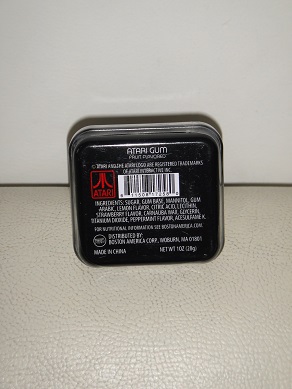 ATARI GUM
FRUIT FLAVORED
ATARI AND THE ATARI LOGO ARE REGISTERED TRADEMARKS
OF ATARI INTERACTIVE INC
ATARI
INGREDIENTS: SUGAR, GUM BASE, MANNITOL, GUM
ARABIC, LEMON FLAVOR, CITRIC ACID, LECITHIN,
STRAWBERRY FLAVOR, CARNAUBA WAX, GLYCERIN,
TITANIUM DIOXIDE, PEPPERMINT FLAVOR, ACESULFAME K.
FOR NUTRITIONAL INFORMATION SEE BOSTONAMERICA.COM
DISTRIBUTED BY:
BOSTON AMERICA CORP., WOBURN, MA 01801
MADE IN CHINA
NET WT 1OZ (28g)